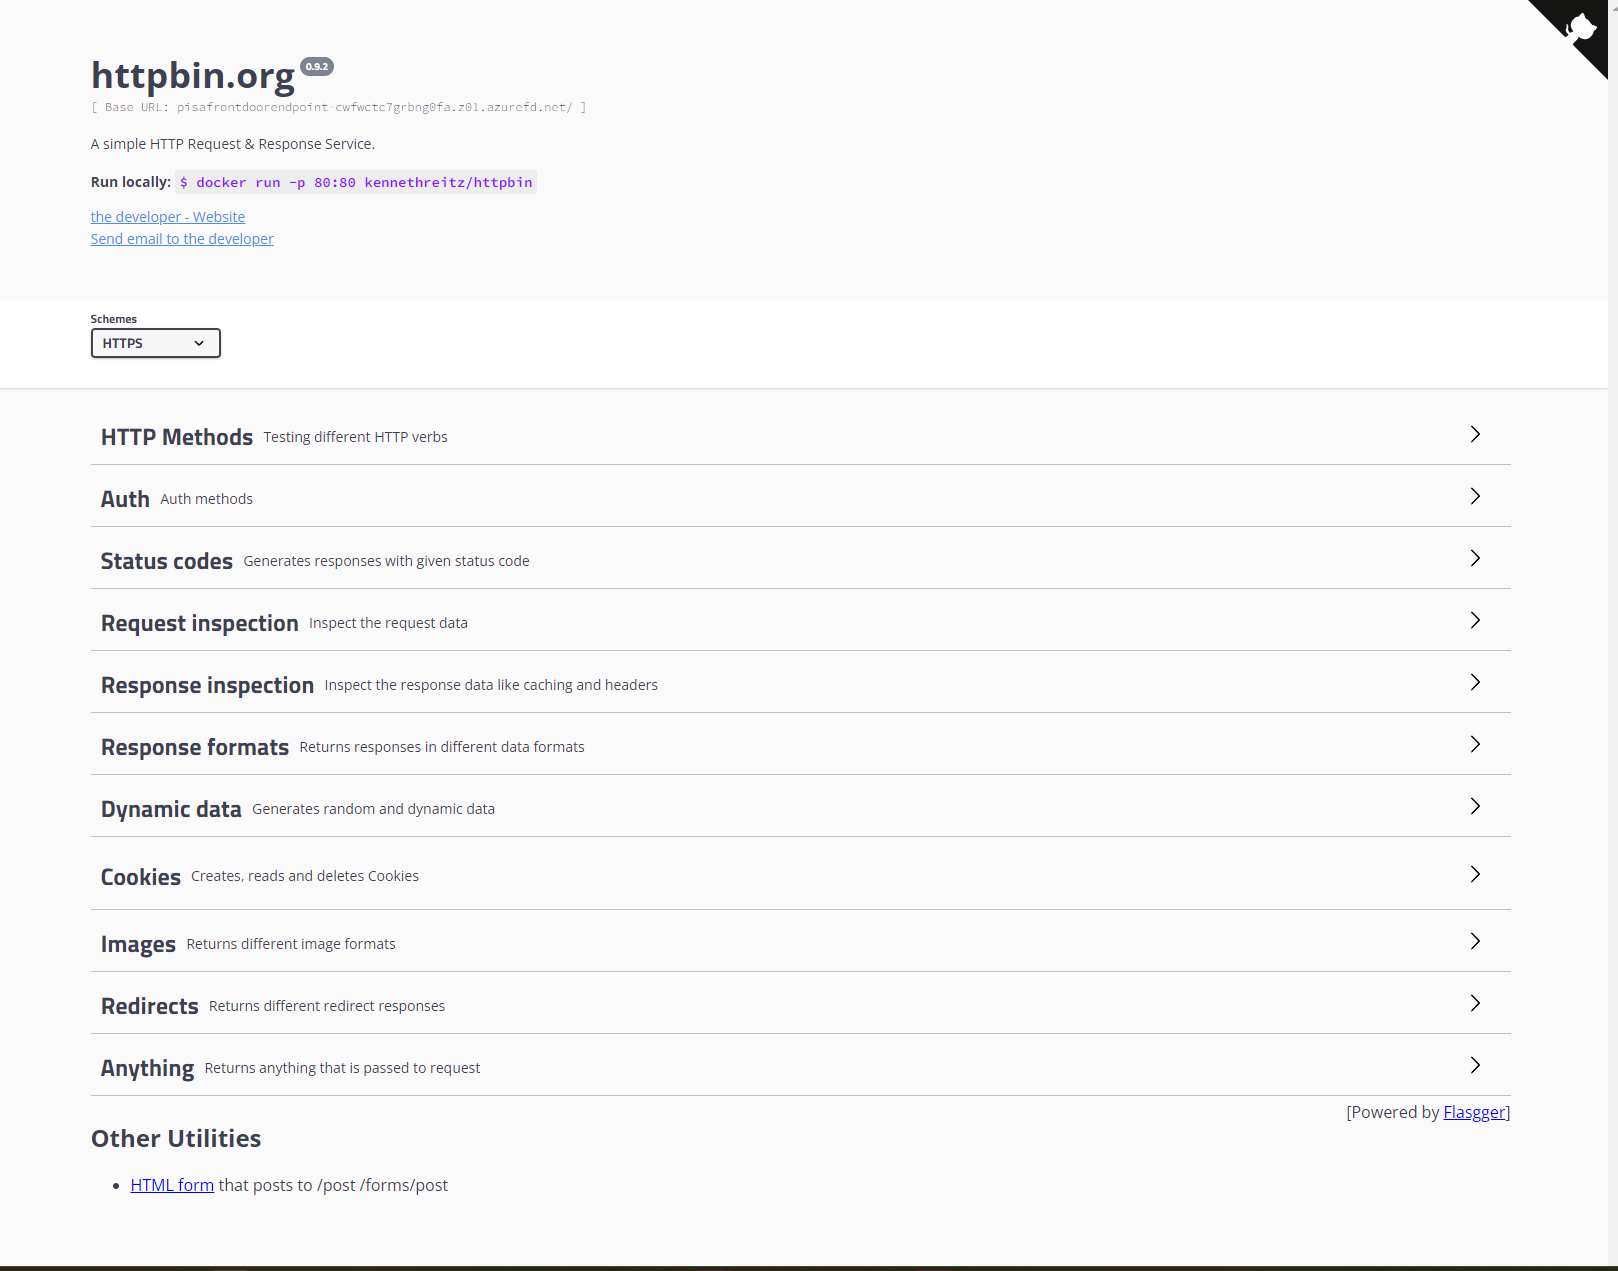 httpbin.org 0.9.2
[ Base URL: pisafrontdoorendpoint-cwfwctc7grbng0fa.z01.azurefd.net/ ]
A simple HTTP Request & Response Service.
Run locally: $ docker run -p 80:80 kennethreitz/httpbin
the developer - Website
Send email to the developer
Schemes
HTTPS
HTTP Methods Testing different HTTP verbs
Auth Auth methods
Status codes Generates responses with given status code
Request inspection Inspect the request data
Response inspection Inspect the response data like caching and headers
Response formats Returns responses in different data formats
Dynamic data Generates random and dynamic data
Cookies Creates, reads and deletes Cookies
Images Returns different image formats
Redirects Returns different redirect responses
Anything Returns anything that is passed to request
[Powered by Flasgger]
Other Utilities
• HTML form that posts to /post /forms/post